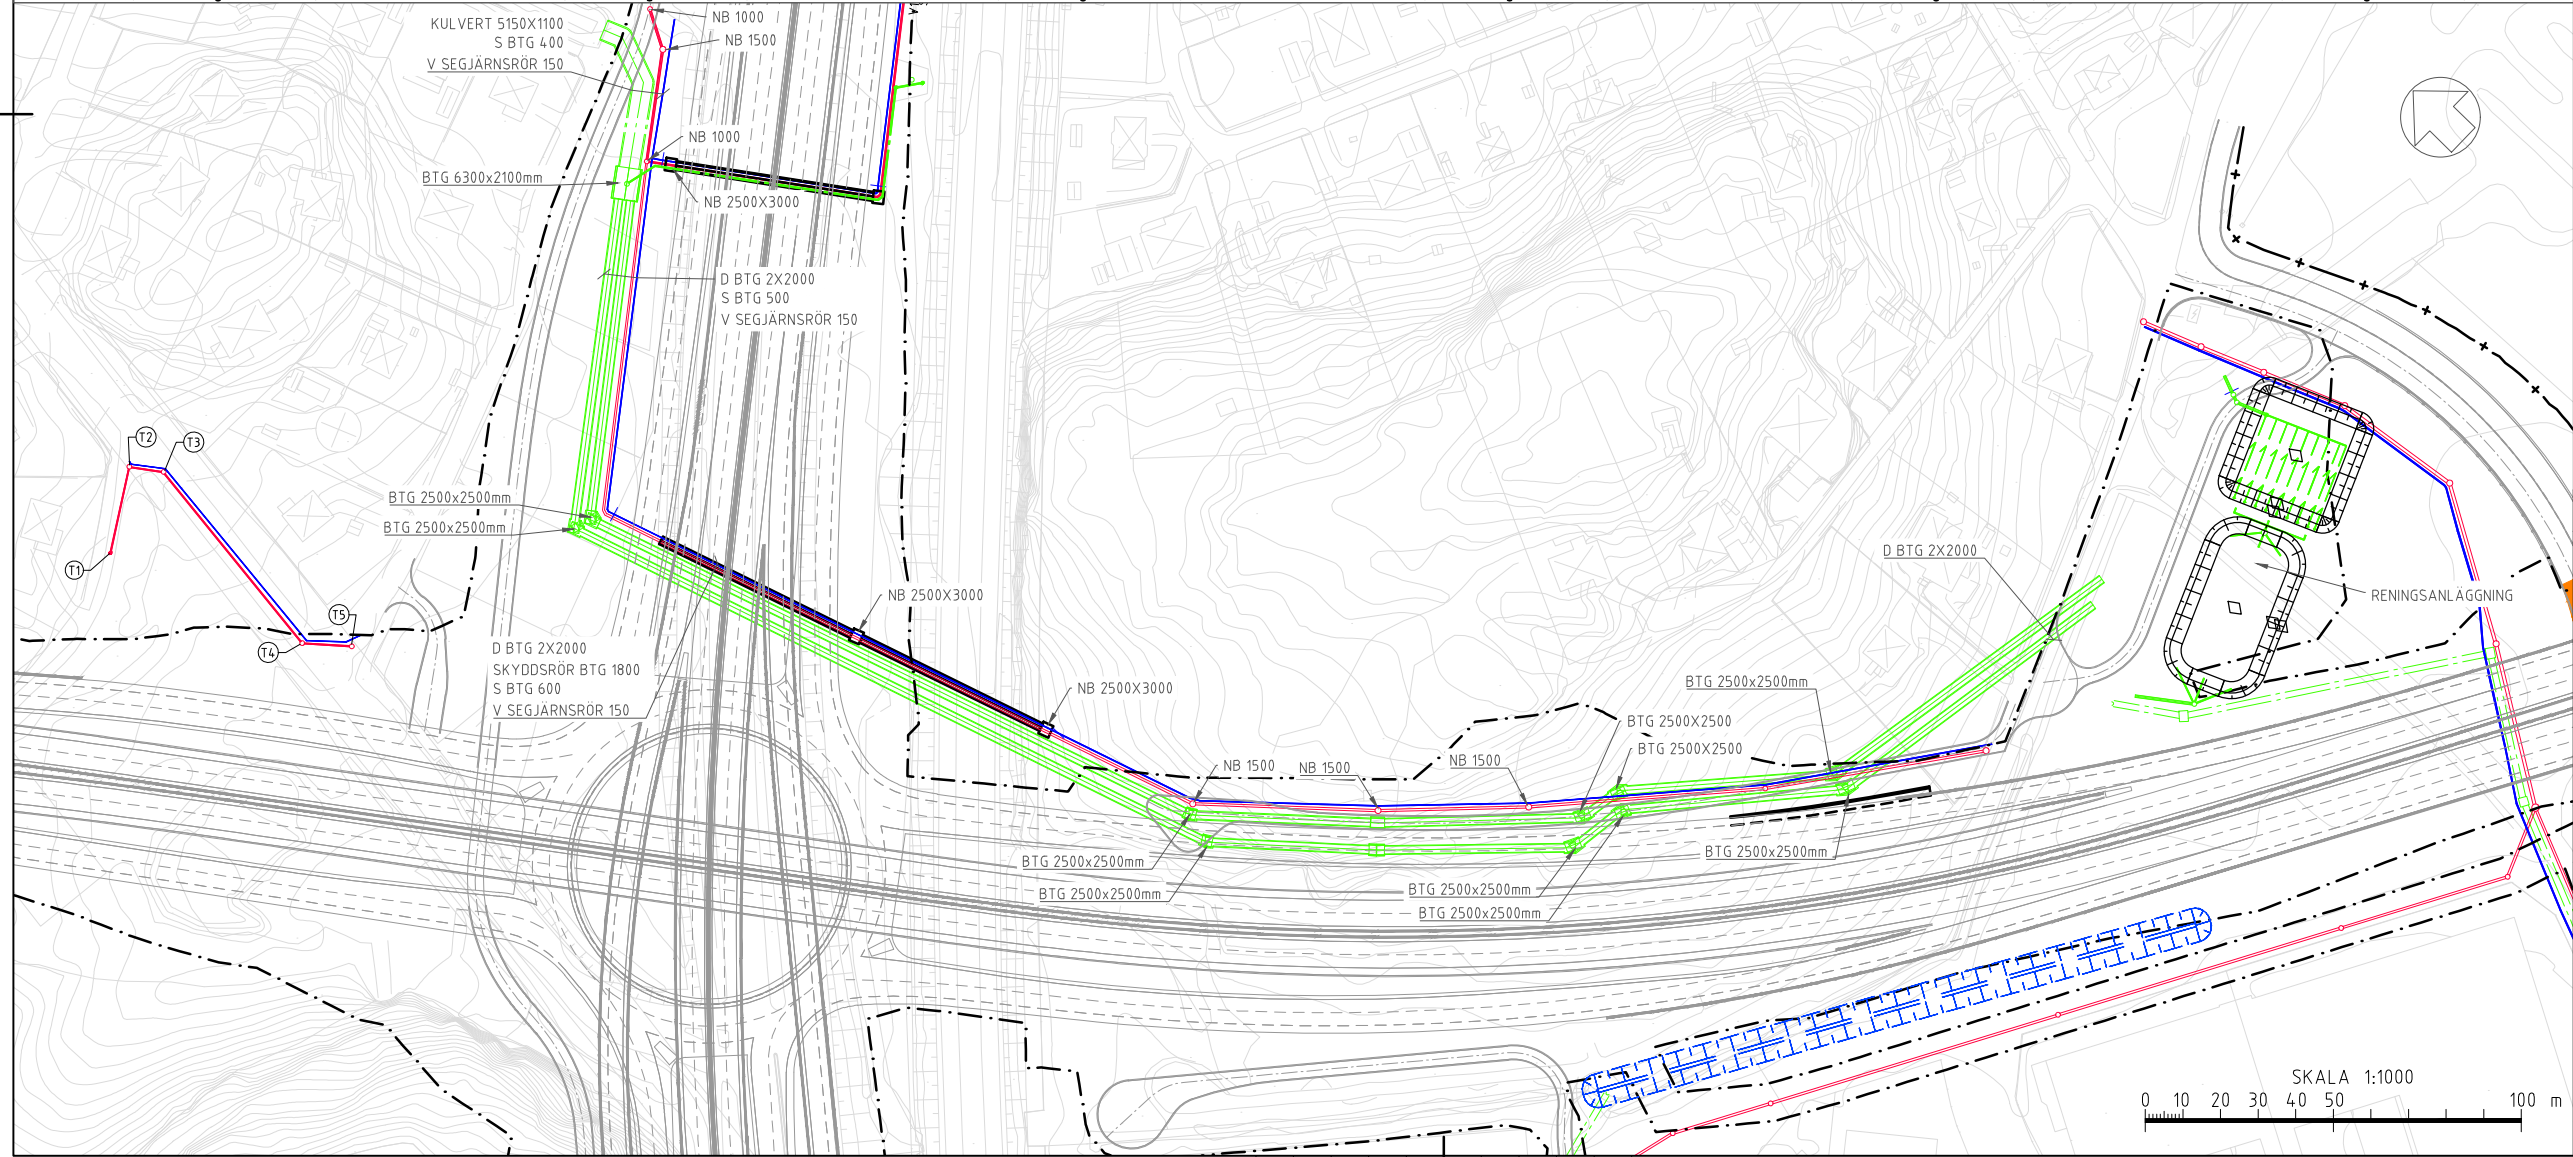 KULVERT 5150X1100
S BTG 400
V SEGJÄRNSRÖR 150
NB 1000
NB 1500
NB 1000
BTG 6300x2100mm
NB 2500X3000
D BTG 2X2000
S BTG 500
V SEGJÄRNSRÖR 150
T2
T3
T1
T5
T4
BTG 2500x2500mm
BTG 2500x2500mm
D BTG 2X2000
SKYDDSRÖR BTG 1800
S BTG 600
V SEGJÄRNSRÖR 150
NB 2500X3000
NB 2500X3000
NB 1500
NB 1500
NB 1500
BTG 2500x2500mm
BTG 2500X2500
BTG 2500X2500
D BTG 2X2000
RENINGSANLÄGGNING
BTG 2500x2500mm
BTG 2500x2500mm
BTG 2500x2500mm
BTG 2500x2500mm
BTG 2500x2500mm
SKALA 1:1000
0 10 20 30 40 50 100 m